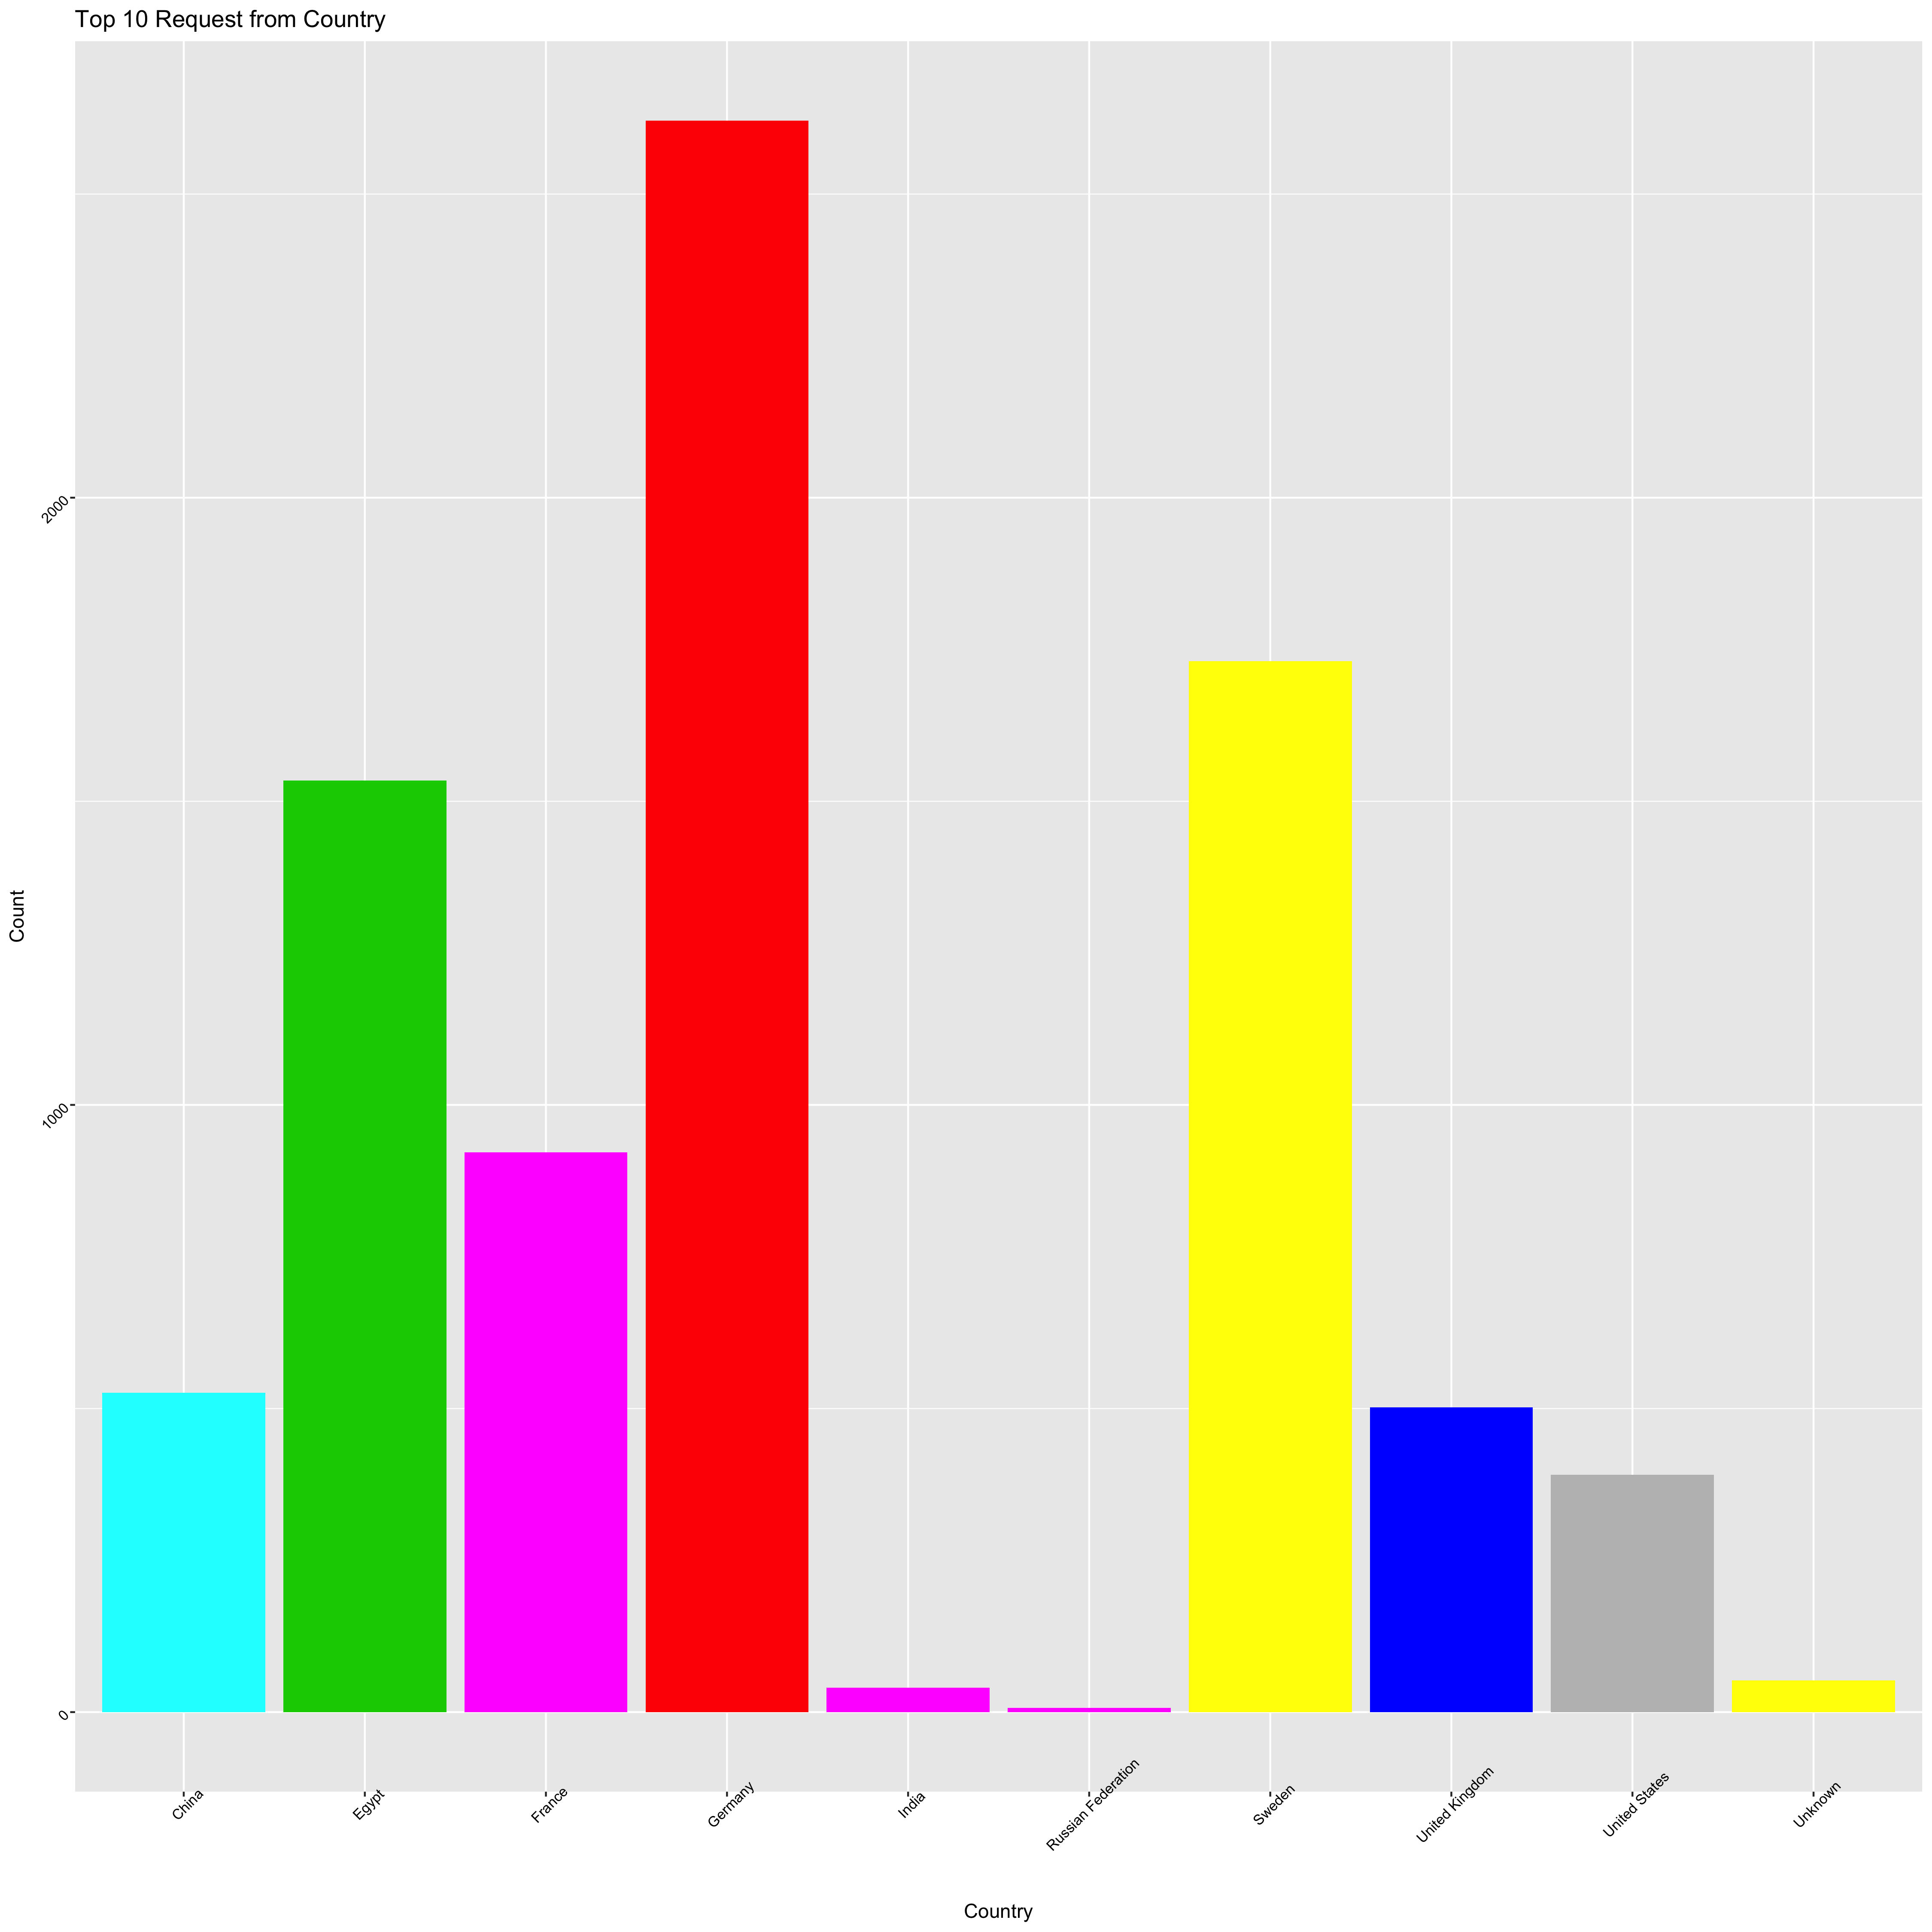 Top 10 Request from Country
Count
2000
1000
0
China
Egypt
France
Germany
India
Russian Federation
Sweden
United Kingdom
United States
Unknown
Country